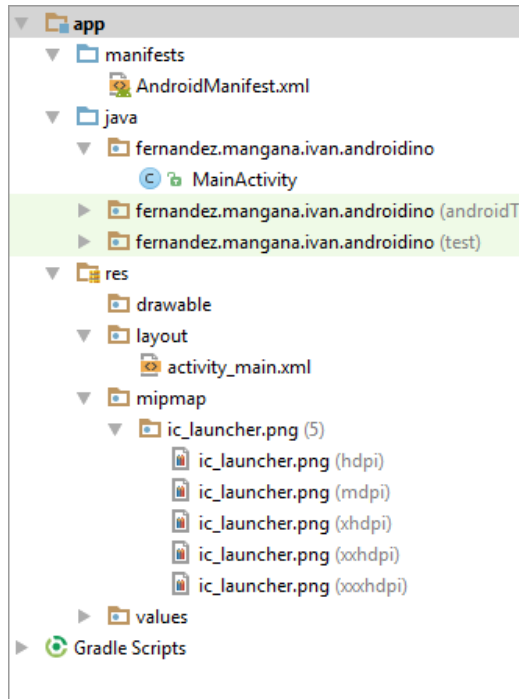 app
manifests
AndroidManifest.xml
java
fernandez.mangana.ivan.androidino
MainActivity
fernandez.mangana.ivan.androidino (androidT
fernandez.mangana.ivan.androidino (test)
res
drawable
layout
activity_main.xml
mipmap
ic_launcher.png (5)
ic_launcher.png (hdpi)
ic_launcher.png (mdpi)
ic_launcher.png (xhdpi)
ic_launcher.png (xxhdpi)
ic_launcher.png (xxxhdpi)
values
Gradle Scripts